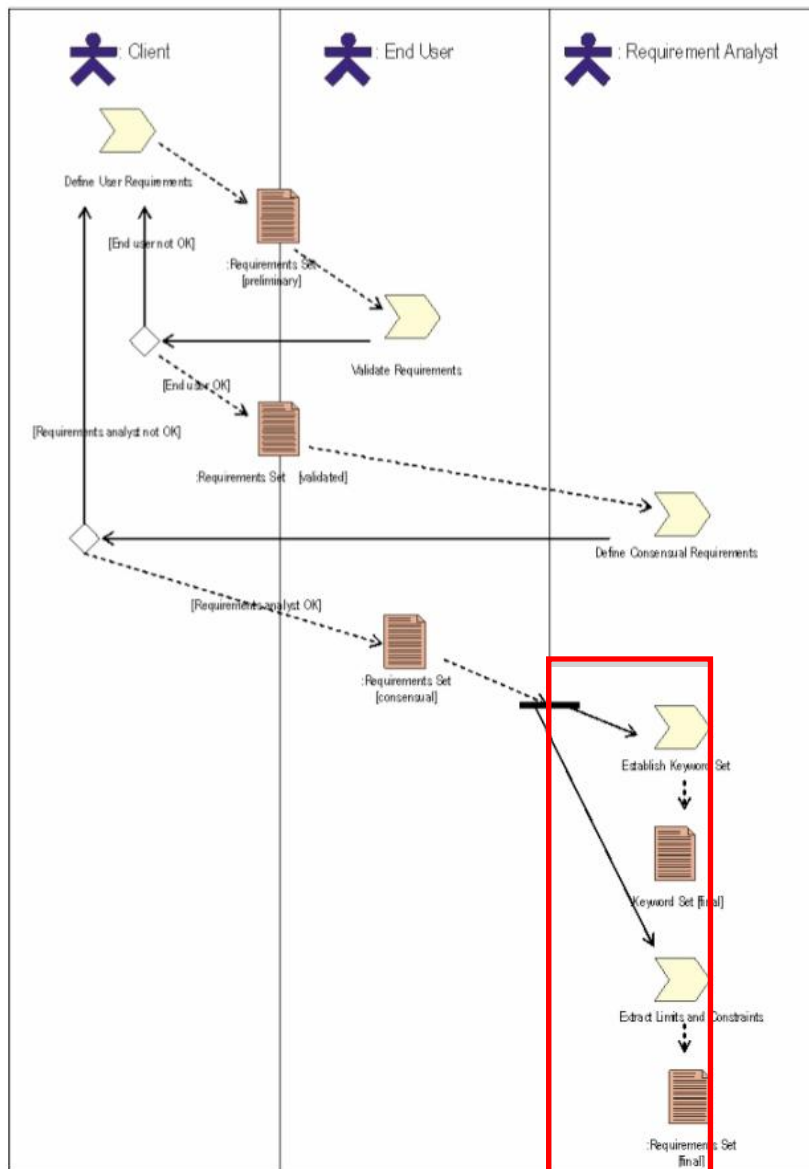 : Client
: End User
: Requirement Analyst
Define User Requirements
[End user not OK]
:Requirements Set
[preliminary]
Validate Requirements
[End user OK]
[Requirements analyst not OK]
:Requirements Set [validated]
Define Consensual Requirements
[Requirements analyst OK]
:Requirements Set
[consensual]
Establish Keyword Set
Keyword Set [final]
Extract Limits and Constraints
:Requirements Set
[final]